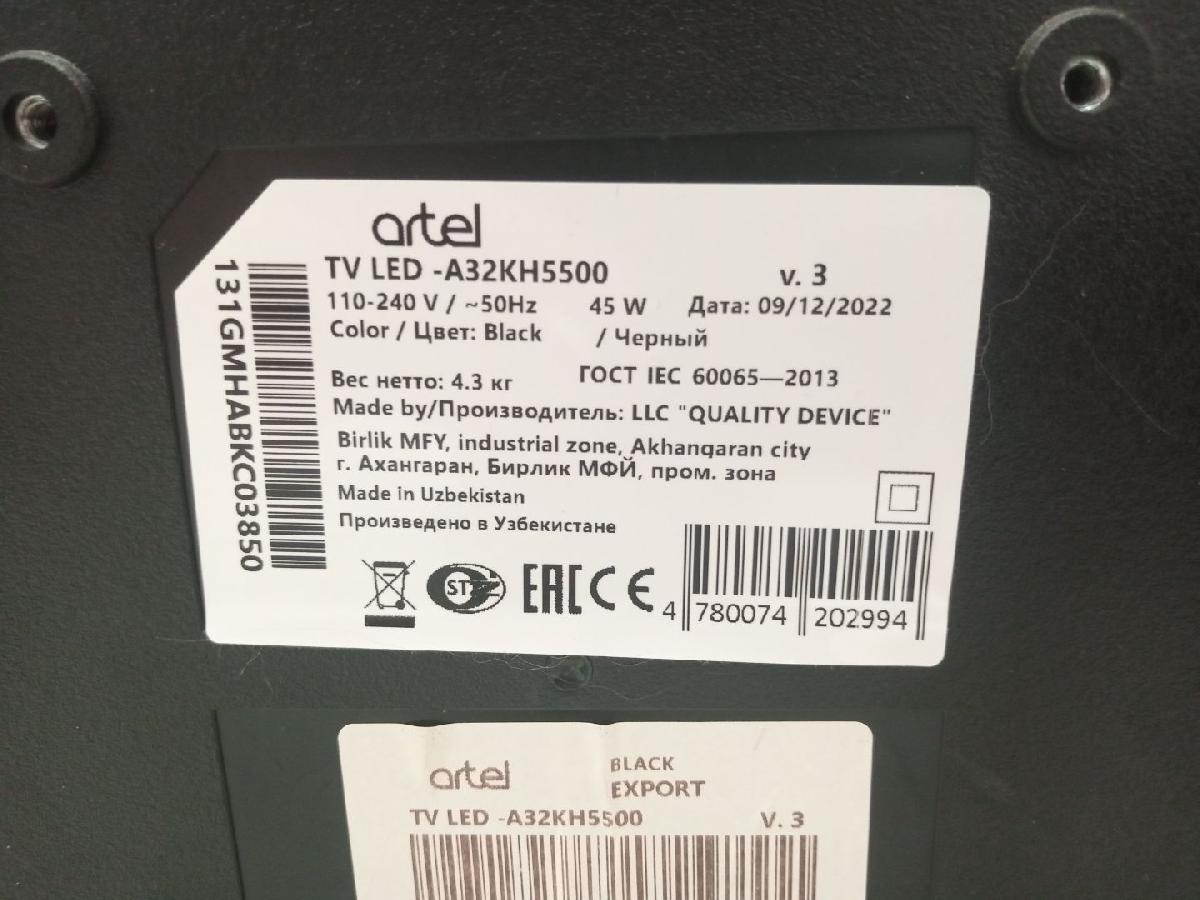 artel
TV LED -A32KH5500 v. 3
110-240 V / ~50Hz 45 W Дата: 09/12/2022
Color / Цвет: Black / Черный
Вес нетто: 4.3 кг ГОСТ IEC 60065—2013
Made by/Производитель: LLC "QUALITY DEVICE"
Birlik MFY, industrial zone, Akhangaran city
г. Ахангаран, Бирлик МФЙ, пром. зона
Made in Uzbekistan
Произведено в Узбекистане
131GMHABKC03850
STZ EAC CE
4 780074 202994
artel BLACK
EXPORT
TV LED -A32KH5500 V. 3